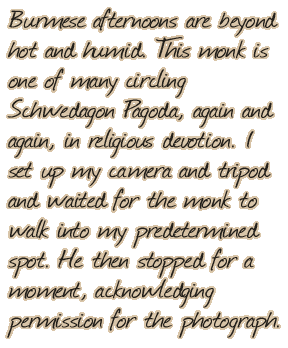 Burmese afternoons are beyond
hot and humid. This monk is
one of many circling
Schwedagon Pagoda, again and
again, in religious devotion. I
set up my camera and tripod
and waited for the monk to
walk into my predetermined
spot. He then stopped for a
moment, acknowledging
permission for the photograph.